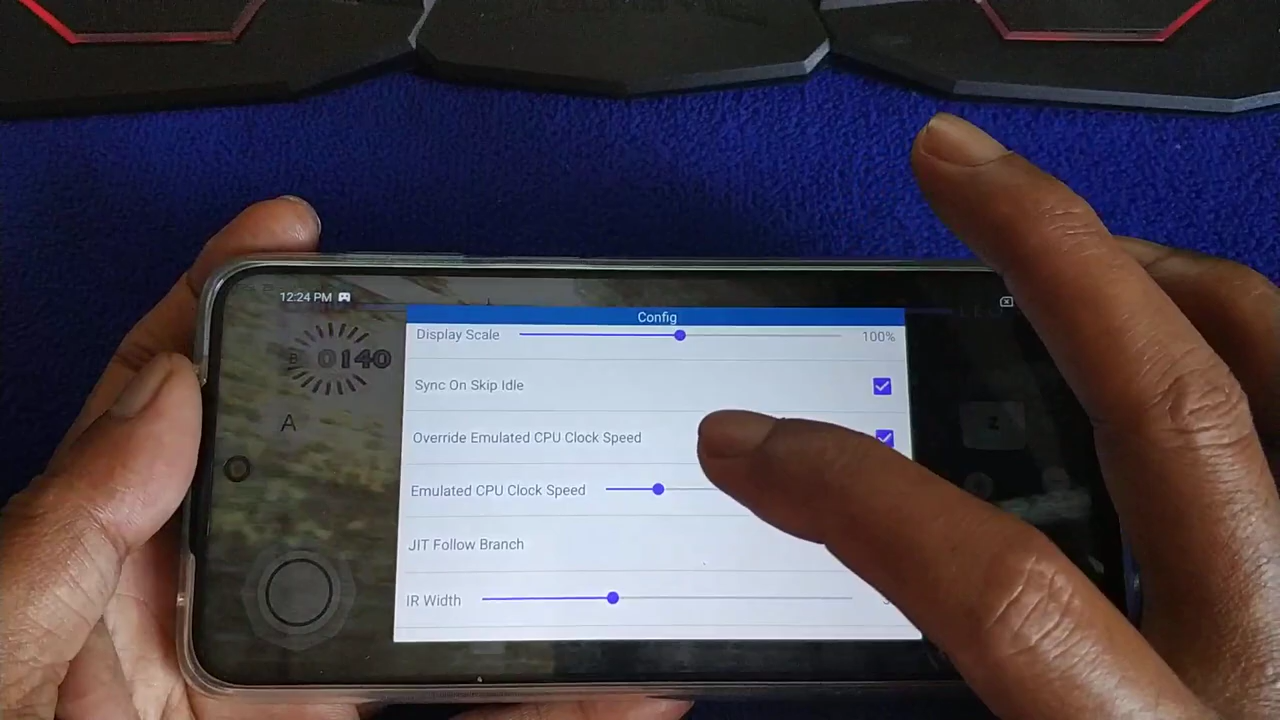 12:24 PM
Config
Display Scale 100%
B 0140
Sync On Skip Idle
A
Override Emulated CPU Clock Speed
Z
Emulated CPU Clock Speed
JIT Follow Branch
IR Width